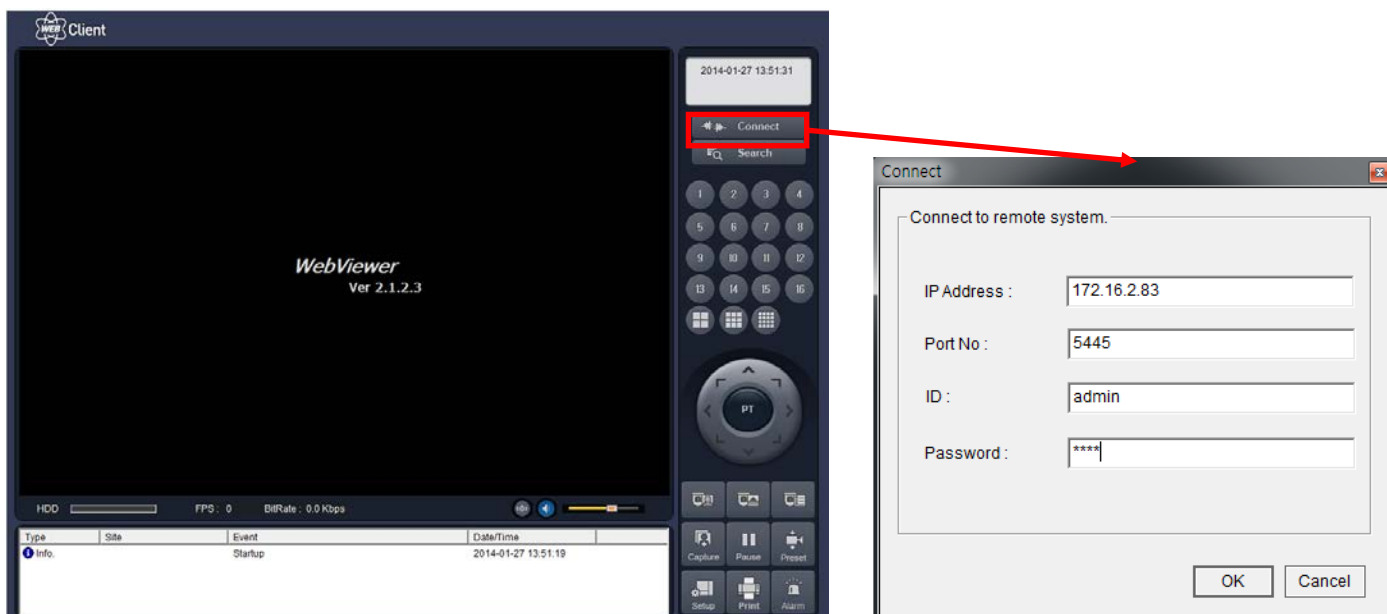 WEB Client
2014-01-27 13:51:31
Connect
Search
1 2 3 4
5 6 7 8
9 10 11 12
13 14 15 16
WebViewer
Ver 2.1.2.3
PT
HDD FPS : 0 BitRate : 0.0 Kbps
Type Site Event Date/Time
Info. Startup 2014-01-27 13:51:19
Capture Pause Preset
Setup Print Alarm
Connect
Connect to remote system.
IP Address : 172.16.2.83
Port No : 5445
ID : admin
Password : ****
OK Cancel